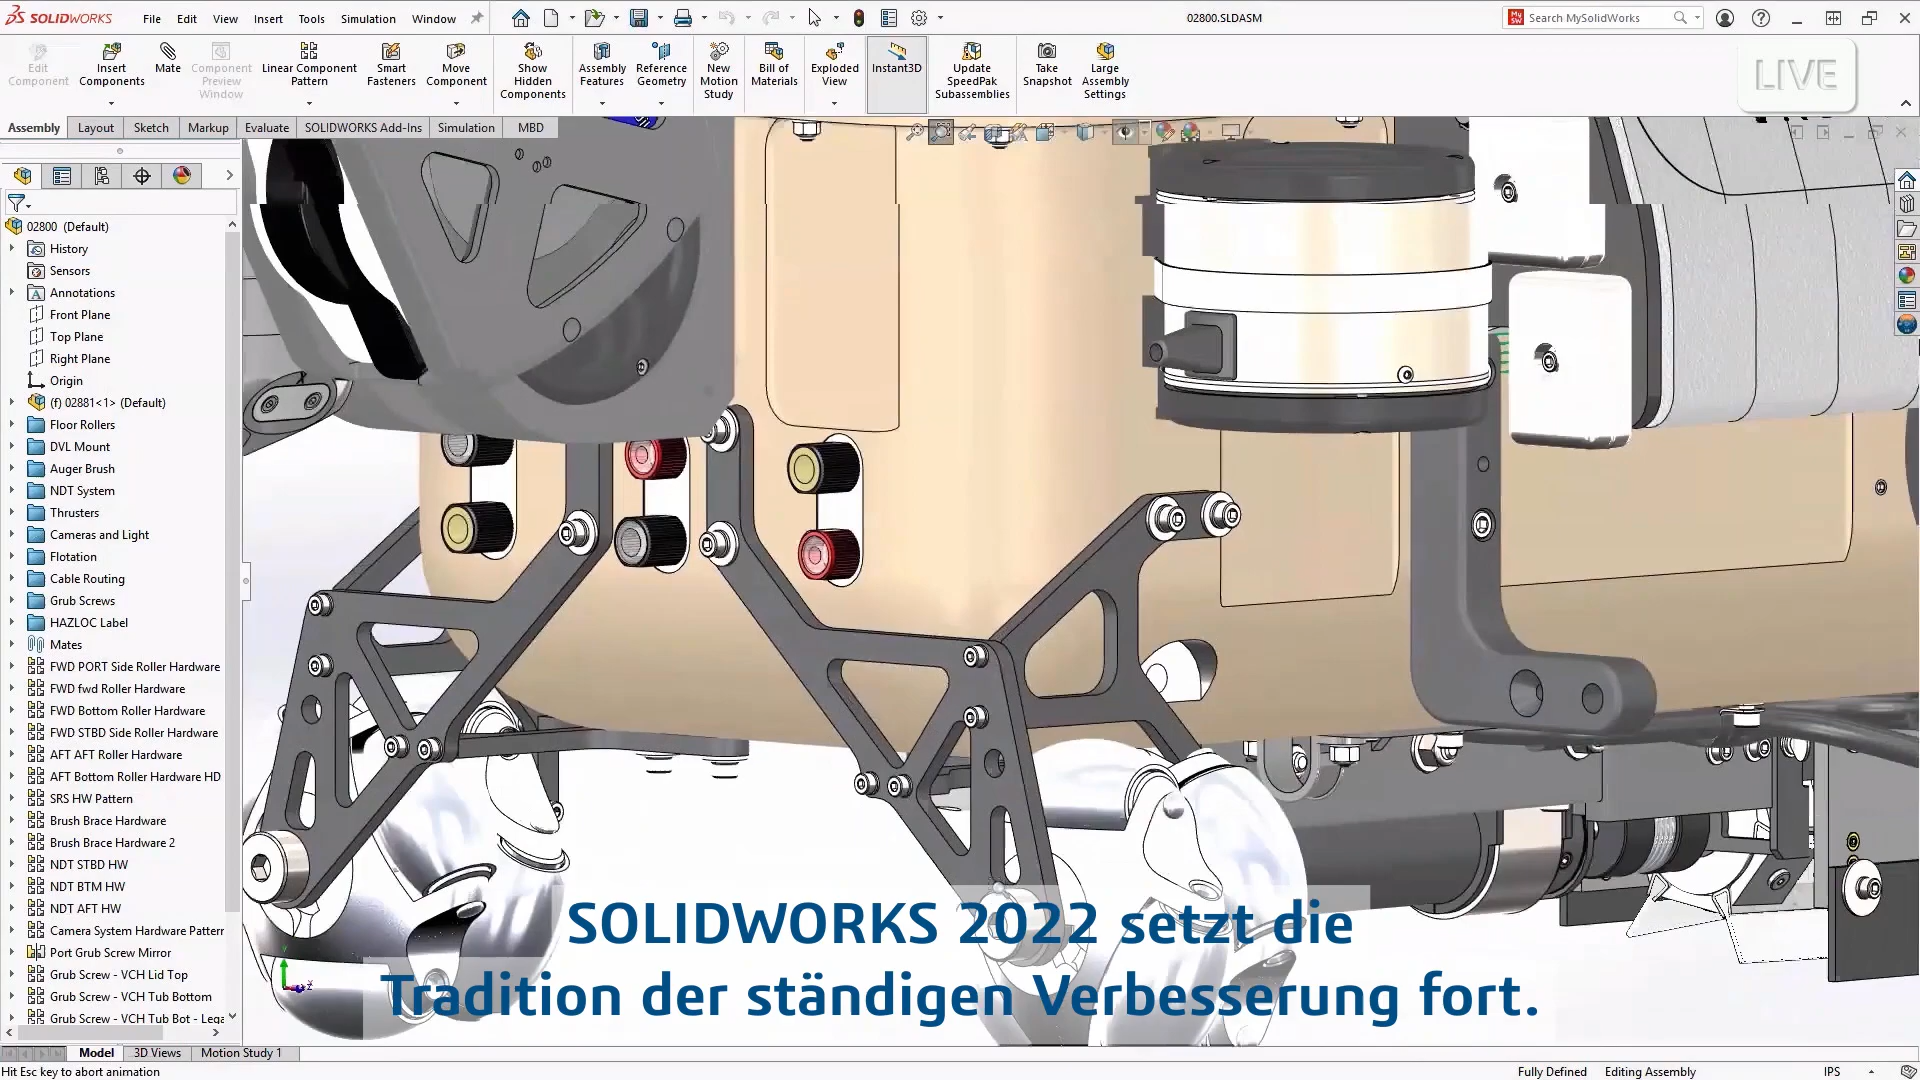 SOLIDWORKS
File Edit View Insert Tools Simulation Window
02800.SLDASM
Search MySolidWorks
Edit Component
Insert Components
Mate
Component Preview Window
Linear Component Pattern
Smart Fasteners
Move Component
Show Hidden Components
Assembly Features
Reference Geometry
New Motion Study
Bill of Materials
Exploded View
Instant3D
Update SpeedPak Subassemblies
Take Snapshot
Large Assembly Settings
LIVE
Assembly Layout Sketch Markup Evaluate SOLIDWORKS Add-Ins Simulation MBD
02800 (Default)
History
Sensors
Annotations
Front Plane
Top Plane
Right Plane
Origin
(f) 02881<1> (Default)
Floor Rollers
DVL Mount
Auger Brush
NDT System
Thrusters
Cameras and Light
Flotation
Cable Routing
Grub Screws
HAZLOC Label
Mates
FWD PORT Side Roller Hardware
FWD fwd Roller Hardware
FWD Bottom Roller Hardware
FWD STBD Side Roller Hardware
AFT AFT Roller Hardware
AFT Bottom Roller Hardware HD
SRS HW Pattern
Brush Brace Hardware
Brush Brace Hardware 2
NDT STBD HW
NDT BTM HW
NDT AFT HW
Camera System Hardware Pattern
Port Grub Screw Mirror
Grub Screw - VCH Lid Top
Grub Screw - VCH Tub Bottom
Grub Screw - VCH Tub Bot - Lega
SOLIDWORKS 2022 setzt die
Tradition der ständigen Verbesserung fort.
Model 3D Views Motion Study 1
Hit Esc key to abort animation
Fully Defined Editing Assembly IPS